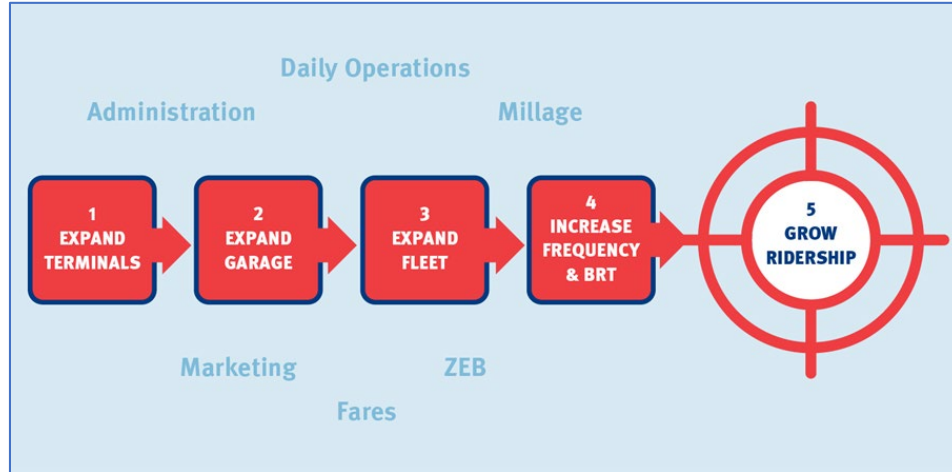 Daily Operations
Administration
Millage
1
EXPAND
TERMINALS
2
EXPAND
GARAGE
3
EXPAND
FLEET
4
INCREASE
FREQUENCY
& BRT
5
GROW
RIDERSHIP
Marketing
ZEB
Fares